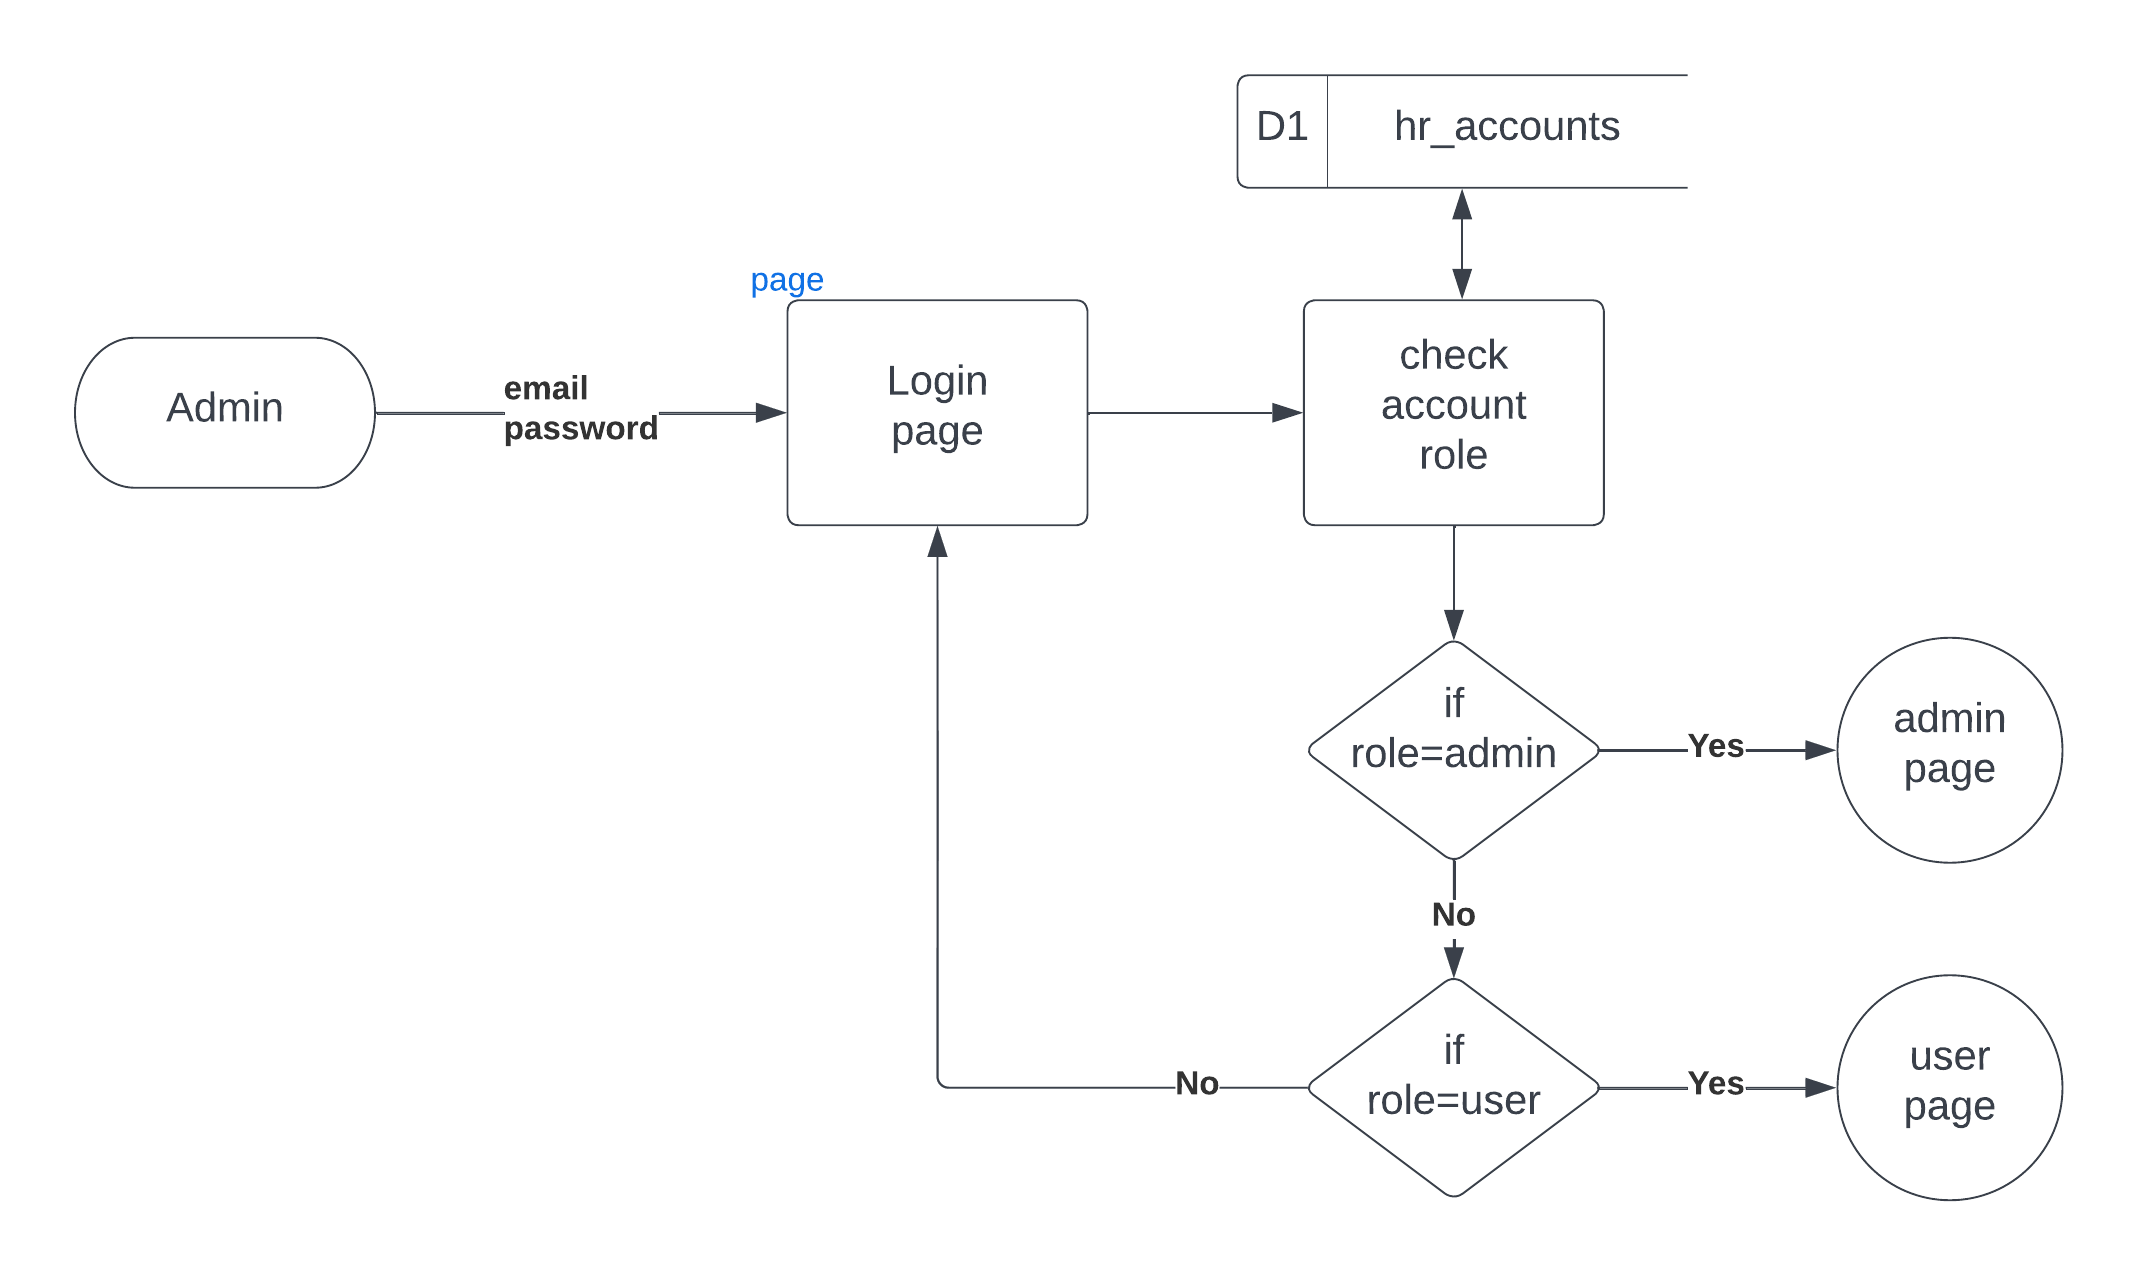 D1
hr_accounts
page
Admin
email
password
Login
page
check
account
role
if
role=admin
Yes
admin
page
No
if
role=user
No
Yes
user
page